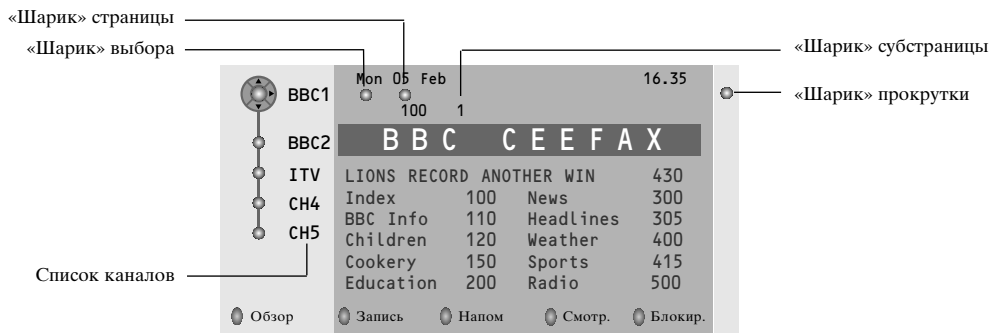 «Шарик» страницы
«Шарик» выбора
«Шарик» субстраницы
«Шарик» прокрутки
Mon 05 Feb 16.35
100 1
BBC1
BBC2
ITV
CH4
CH5
Список каналов
BBC CEEFAX
LIONS RECORD ANOTHER WIN 430
Index 100 News 300
BBC Info 110 Headlines 305
Children 120 Weather 400
Cookery 150 Sports 415
Education 200 Radio 500
Обзор Запись Напом Смотр. Блокир.